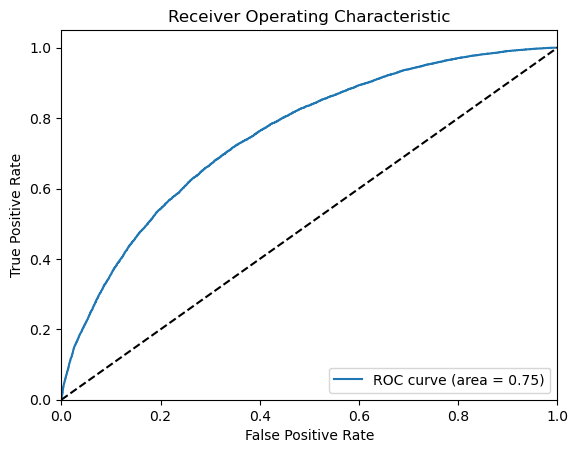 Receiver Operating Characteristic
True Positive Rate
1.0
0.8
0.6
0.4
0.2
0.0
0.0 0.2 0.4 0.6 0.8 1.0
False Positive Rate
ROC curve (area = 0.75)